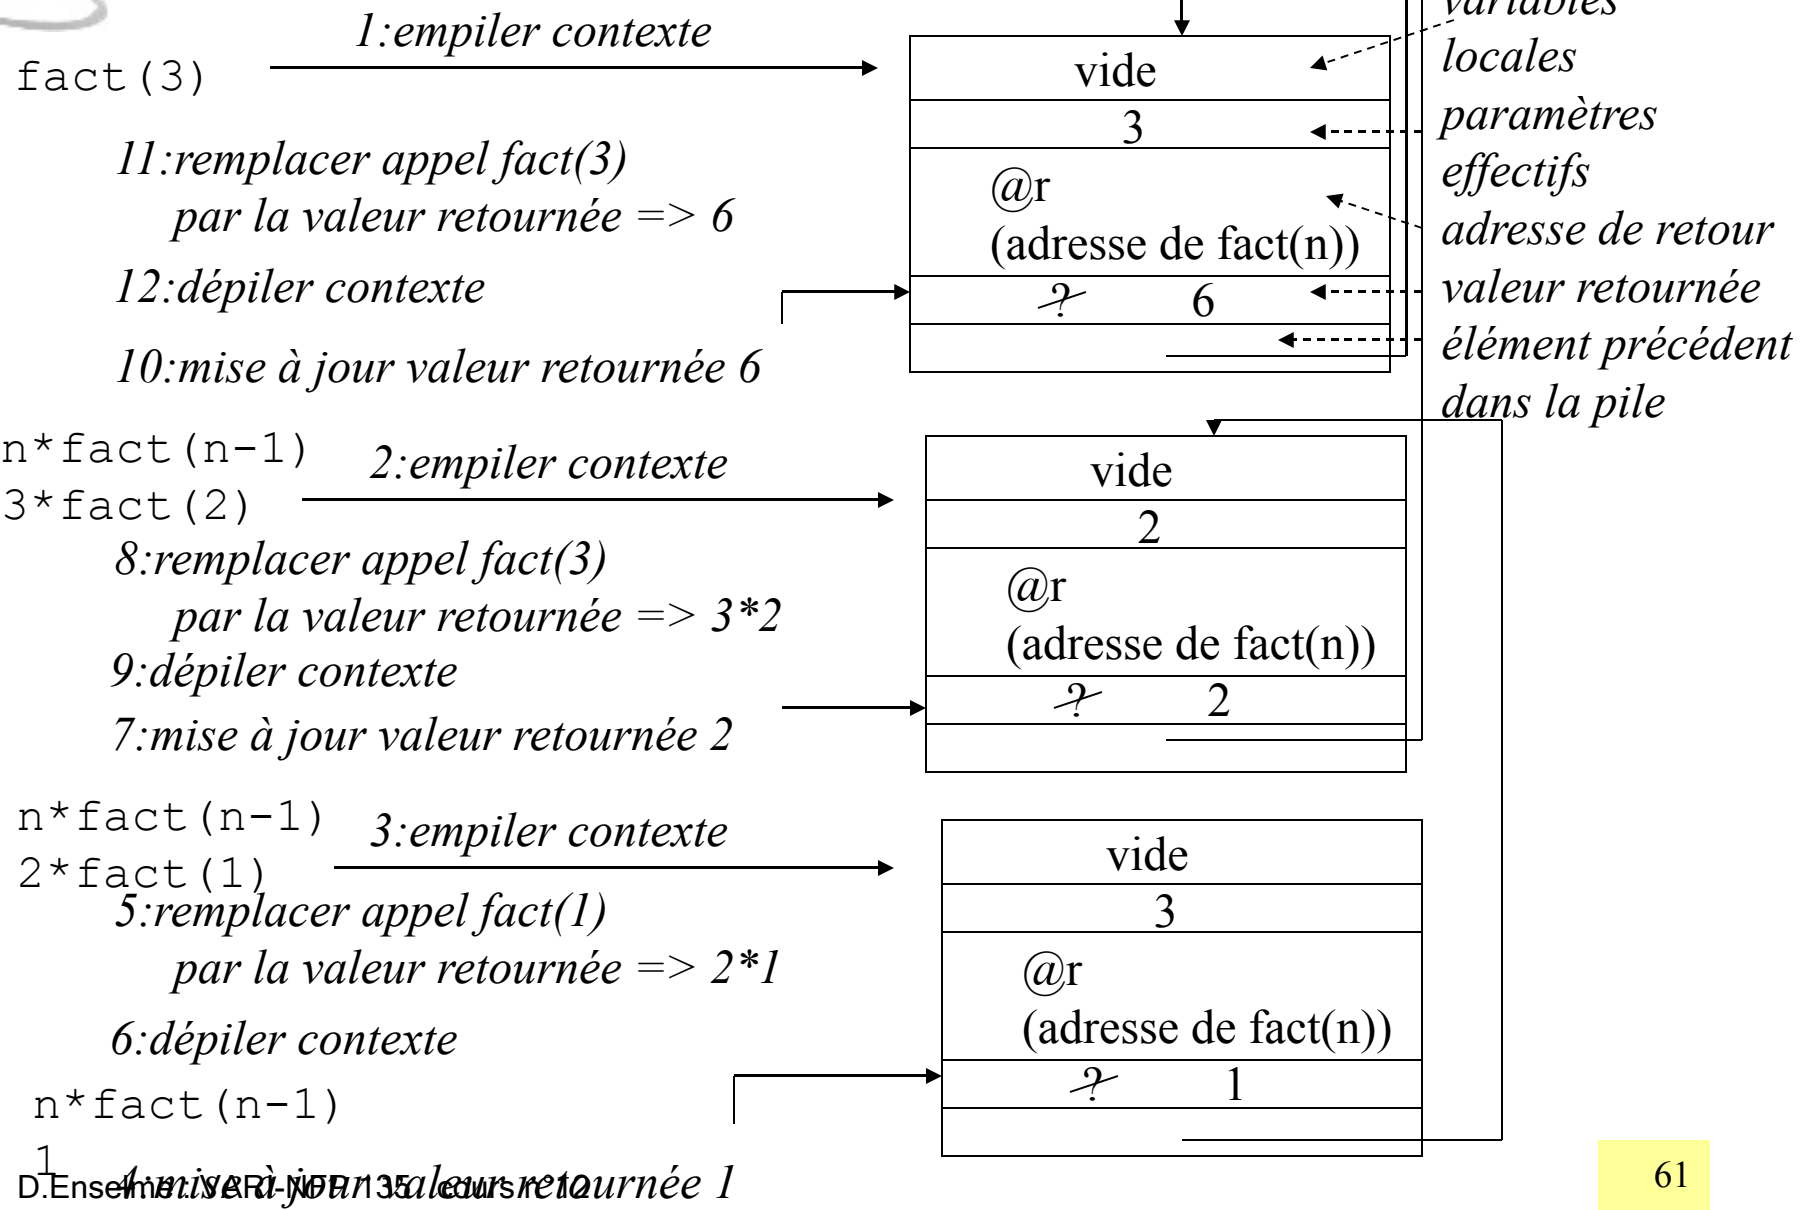 1:empiler contexte
fact(3)
11:remplacer appel fact(3)
par la valeur retournée => 6
12:dépiler contexte
10:mise à jour valeur retournée 6
vide
3
@r
(adresse de fact(n))
? 6
variables
locales
paramètres
effectifs
adresse de retour
valeur retournée
élément précédent
dans la pile
n*fact(n-1)
3*fact(2)
2:empiler contexte
8:remplacer appel fact(3)
par la valeur retournée => 3*2
9:dépiler contexte
7:mise à jour valeur retournée 2
vide
2
@r
(adresse de fact(n))
? 2
n*fact(n-1)
2*fact(1)
3:empiler contexte
5:remplacer appel fact(1)
par la valeur retournée => 2*1
6:dépiler contexte
vide
3
@r
(adresse de fact(n))
? 1
n*fact(n-1)
1
4:mise à jour valeur retournée 1
D.Enselme : VARI-NFP 135 cours n°12
61